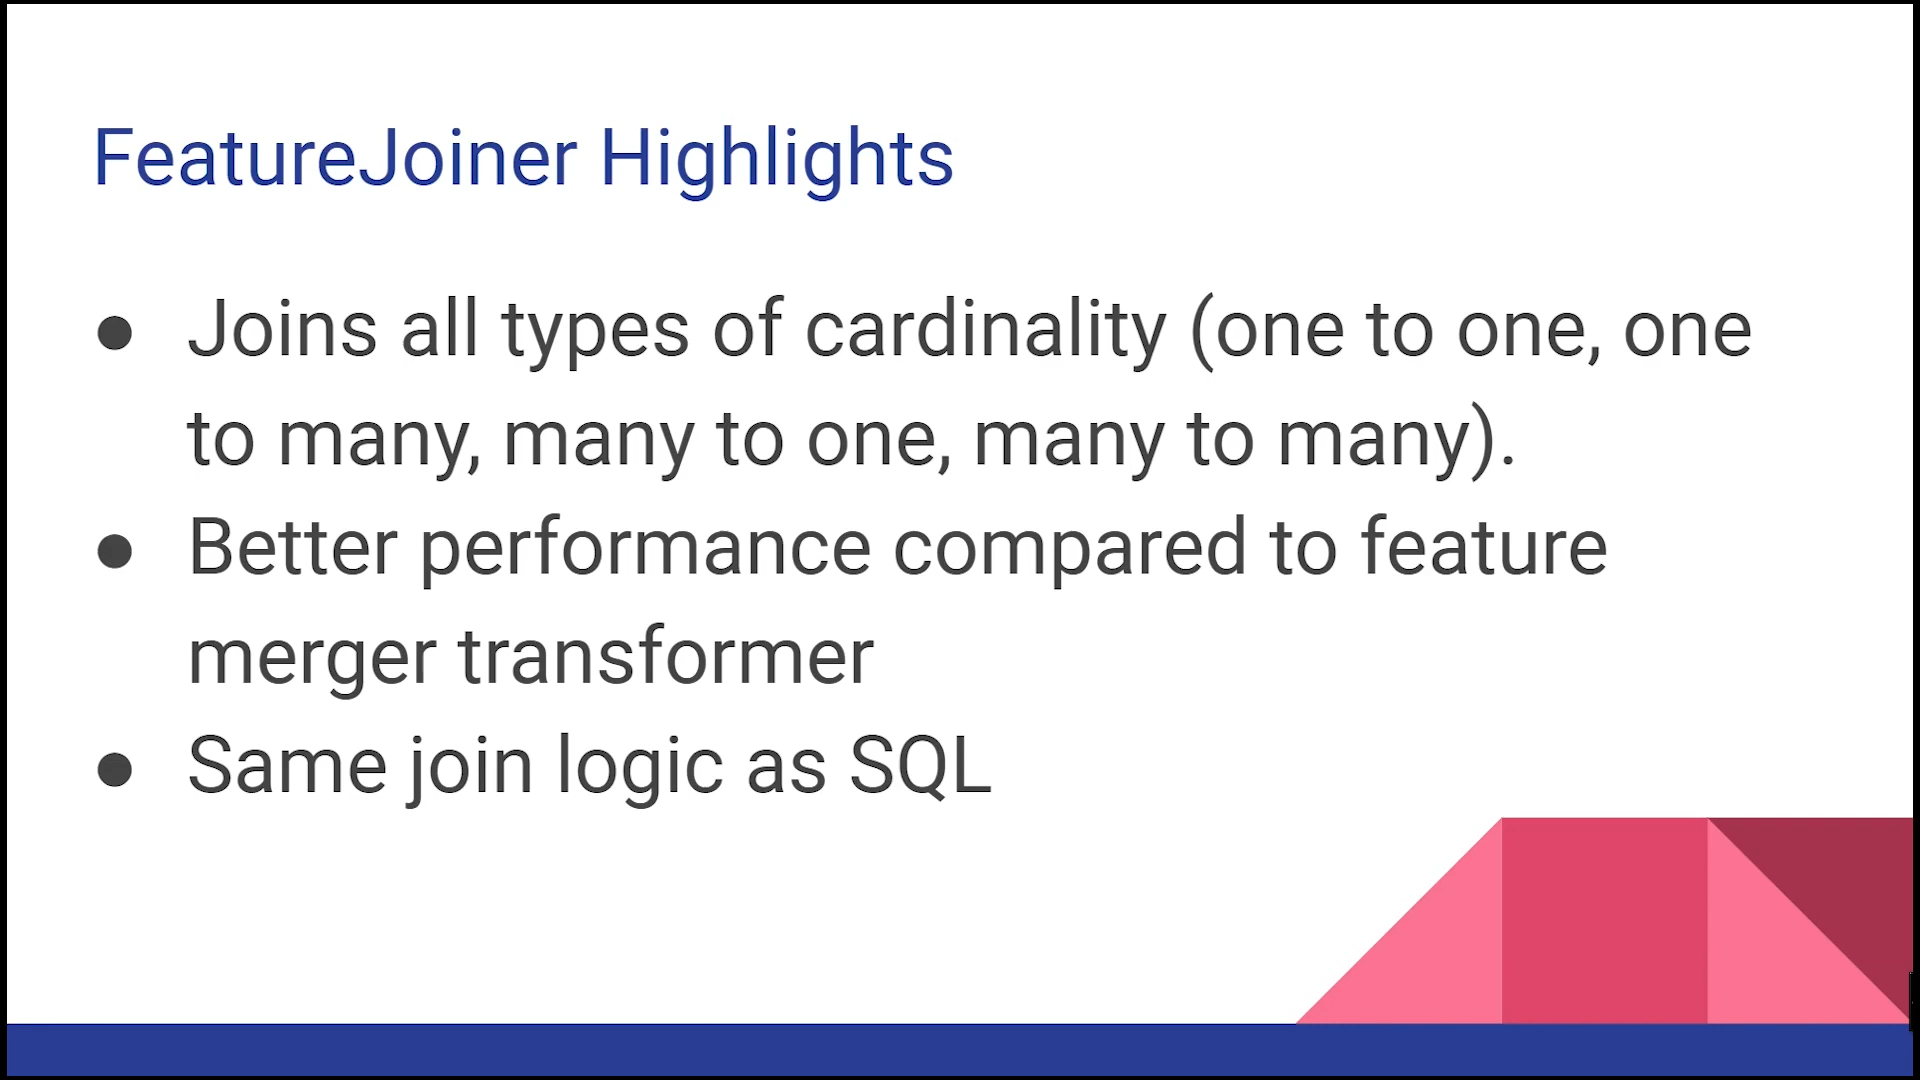 FeatureJoiner Highlights
● Joins all types of cardinality (one to one, one
to many, many to one, many to many).
● Better performance compared to feature
merger transformer
● Same join logic as SQL